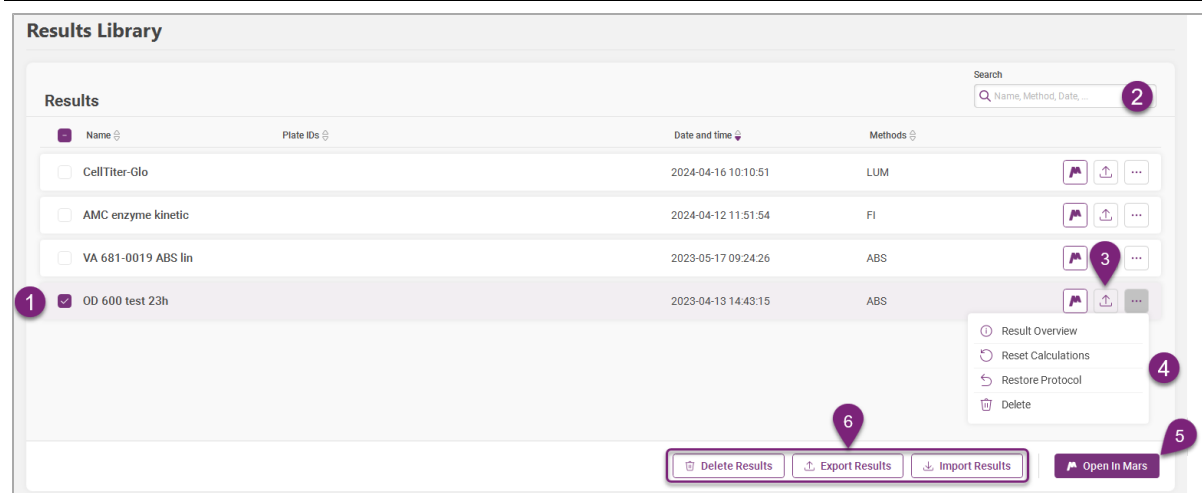 Results Library
Search
Results
Name, Method, Date, ...
2
Name Plate IDs Date and time Methods
CellTiter-Glo 2024-04-16 10:10:51 LUM
AMC enzyme kinetic 2024-04-12 11:51:54 FI
VA 681-0019 ABS lin 2023-05-17 09:24:26 ABS
3
1
OD 600 test 23h 2023-04-13 14:43:15 ABS
Result Overview
Reset Calculations
4
Restore Protocol
Delete
6
5
Delete Results Export Results Import Results Open In Mars